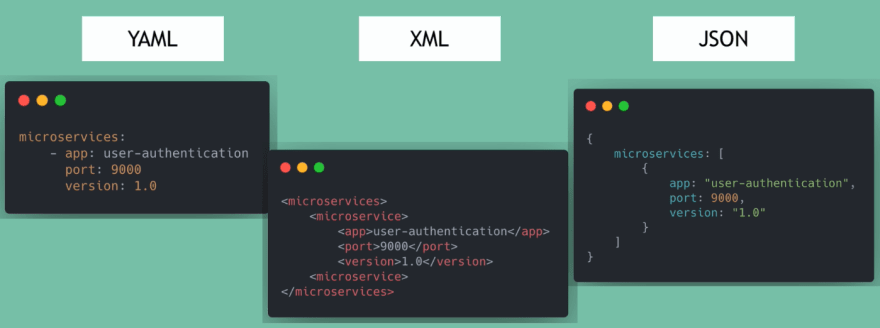 YAML
microservices:
    - app: user-authentication
      port: 9000
      version: 1.0
XML
<microservices>
    <microservice>
        <app>user-authentication</app>
        <port>9000</port>
        <version>1.0</version>
    <microservice>
</microservices>
JSON
{
    microservices: [
        {
            app: "user-authentication",
            port: 9000,
            version: "1.0"
        }
    ]
}